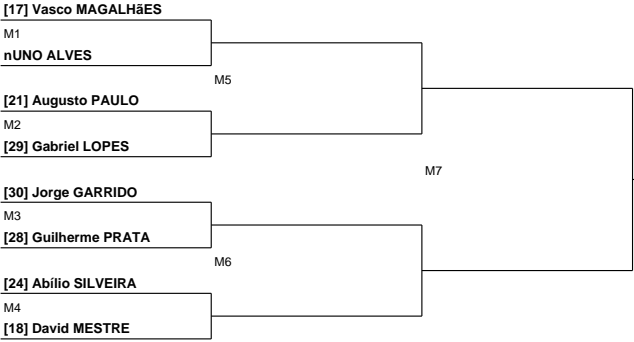 [17] Vasco MAGALHãES
M1
nUNO ALVES
M5
[21] Augusto PAULO
M2
[29] Gabriel LOPES
M7
[30] Jorge GARRIDO
M3
[28] Guilherme PRATA
M6
[24] Abílio SILVEIRA
M4
[18] David MESTRE